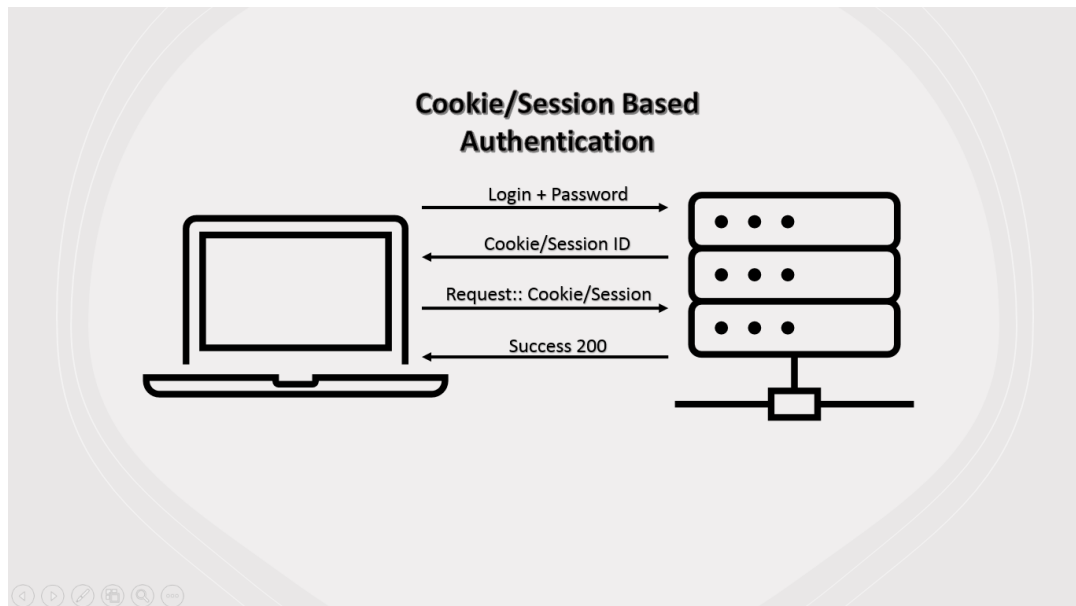 Cookie/Session Based
Authentication
Login + Password
Cookie/Session ID
Request:: Cookie/Session
Success 200